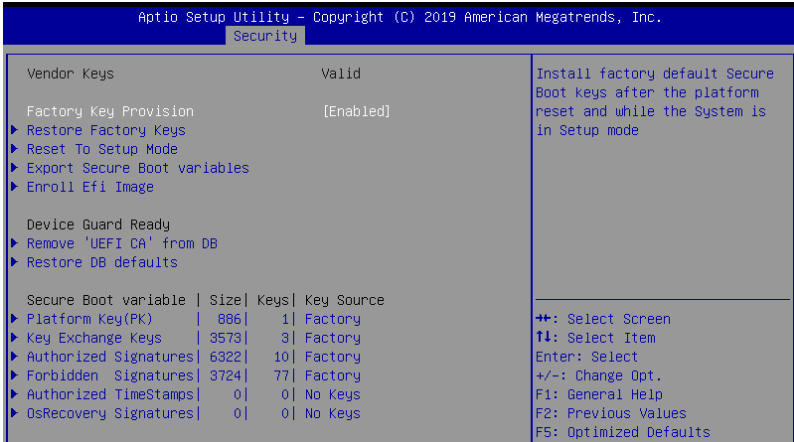 Aptio Setup Utility – Copyright (C) 2019 American Megatrends, Inc.
Security
Vendor Keys Valid
Factory Key Provision [Enabled]
Restore Factory Keys
Reset To Setup Mode
Export Secure Boot variables
Enroll Efi Image
Device Guard Ready
Remove 'UEFI CA' from DB
Restore DB defaults
Secure Boot variable | Size| Keys| Key Source
Platform Key(PK) | 886| 1| Factory
Key Exchange Keys | 3573| 3| Factory
Authorized Signatures| 6322| 10| Factory
Forbidden Signatures| 3724| 77| Factory
Authorized TimeStamps| 0| 0| No Keys
OsRecovery Signatures| 0| 0| No Keys
Install factory default Secure
Boot keys after the platform
reset and while the System is
in Setup mode
→←: Select Screen
↑↓: Select Item
Enter: Select
+/-: Change Opt.
F1: General Help
F2: Previous Values
F5: Optimized Defaults